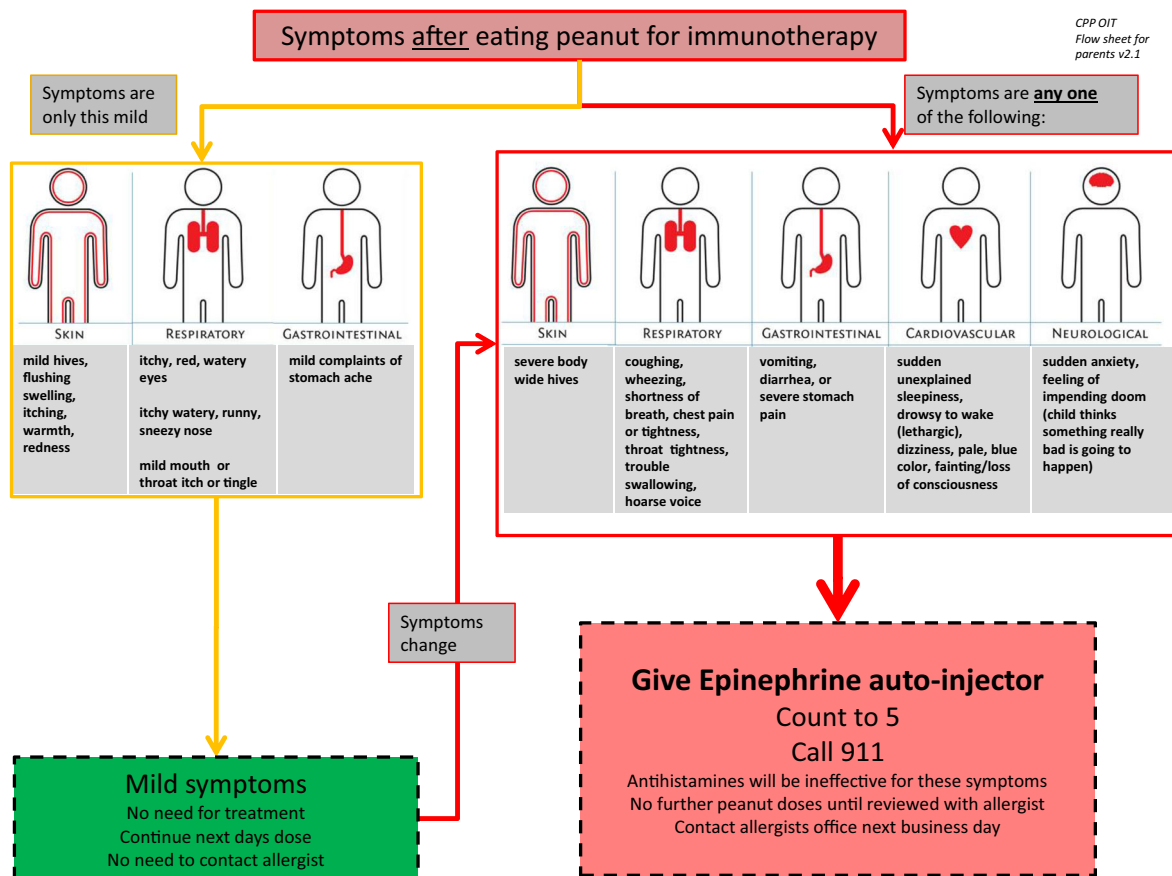 Symptoms after eating peanut for immunotherapy
CPP OIT
Flow sheet for
parents v2.1
Symptoms are
only this mild
Symptoms are any one
of the following:
SKIN
RESPIRATORY
GASTROINTESTINAL
mild hives,
flushing
swelling,
itching,
warmth,
redness
itchy, red, watery
eyes
itchy watery, runny,
sneezy nose
mild mouth or
throat itch or tingle
mild complaints of
stomach ache
SKIN
RESPIRATORY
GASTROINTESTINAL
CARDIOVASCULAR
NEUROLOGICAL
severe body
wide hives
coughing,
wheezing,
shortness of
breath, chest pain
or tightness,
throat tightness,
trouble
swallowing,
hoarse voice
vomiting,
diarrhea, or
severe stomach
pain
sudden
unexplained
sleepiness,
drowsy to wake
(lethargic),
dizziness, pale, blue
color, fainting/loss
of consciousness
sudden anxiety,
feeling of
impending doom
(child thinks
something really
bad is going to
happen)
Symptoms
change
Mild symptoms
No need for treatment
Continue next days dose
No need to contact allergist
Give Epinephrine auto-injector
Count to 5
Call 911
Antihistamines will be ineffective for these symptoms
No further peanut doses until reviewed with allergist
Contact allergists office next business day